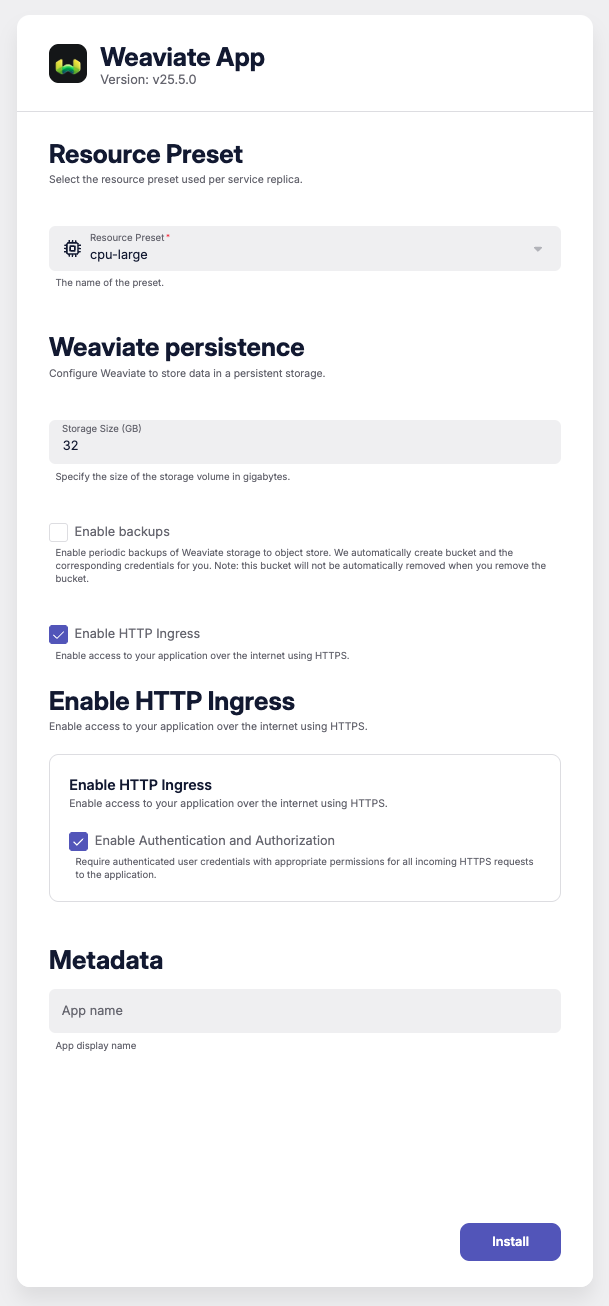 Weaviate App
Version: v25.5.0
Resource Preset
Select the resource preset used per service replica.
Resource Preset*
cpu-large
The name of the preset.
Weaviate persistence
Configure Weaviate to store data in a persistent storage.
Storage Size (GB)
32
Specify the size of the storage volume in gigabytes.
Enable backups
Enable periodic backups of Weaviate storage to object store. We automatically create bucket and the
corresponding credentials for you. Note: this bucket will not be automatically removed when you remove the
bucket.
Enable HTTP Ingress
Enable access to your application over the internet using HTTPS.
Enable HTTP Ingress
Enable access to your application over the internet using HTTPS.
Enable HTTP Ingress
Enable access to your application over the internet using HTTPS.
Enable Authentication and Authorization
Require authenticated user credentials with appropriate permissions for all incoming HTTPS requests
to the application.
Metadata
App name
App display name
Install